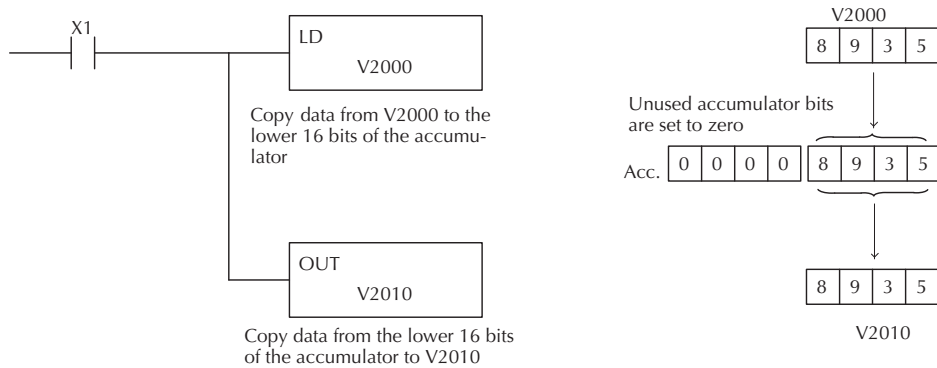 X1
LD
V2000
Copy data from V2000 to the
lower 16 bits of the accumu-
lator
OUT
V2010
Copy data from the lower 16 bits
of the accumulator to V2010
V2000
8 9 3 5
Unused accumulator bits
are set to zero
Acc. 0 0 0 0 8 9 3 5
8 9 3 5
V2010